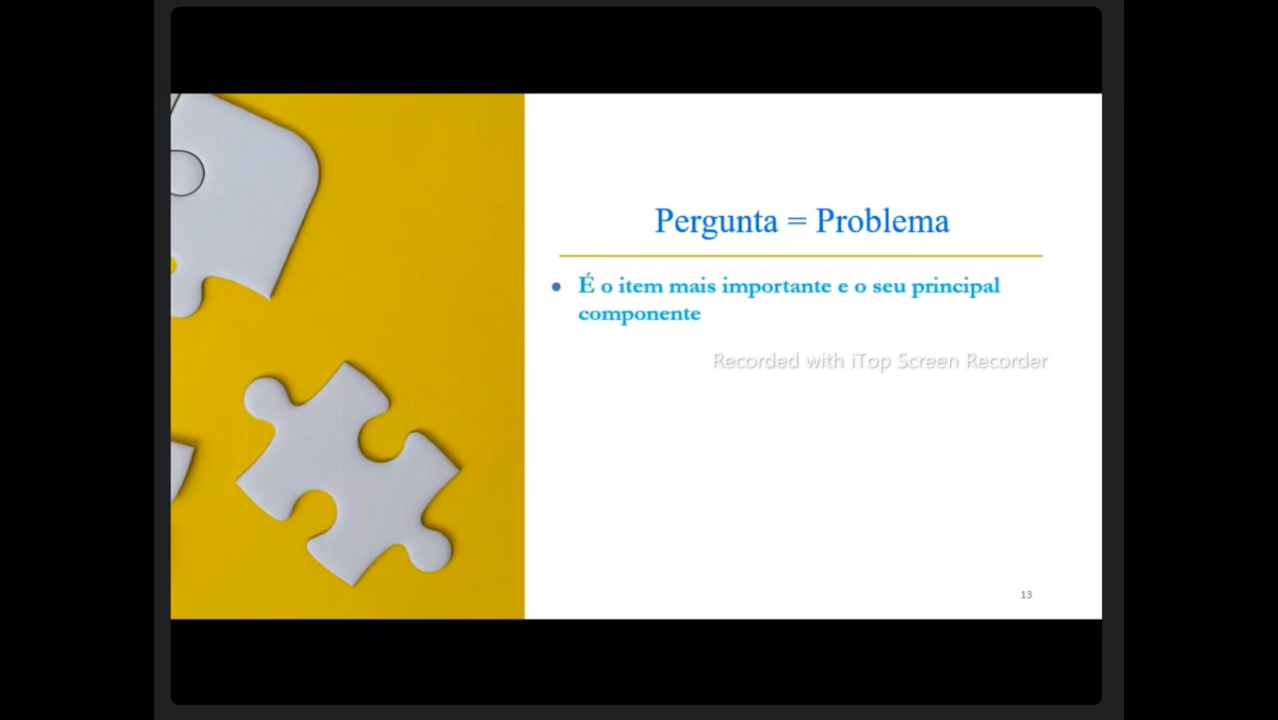 Pergunta = Problema
• É o item mais importante e o seu principal
componente
Recorded with iTop Screen Recorder
13